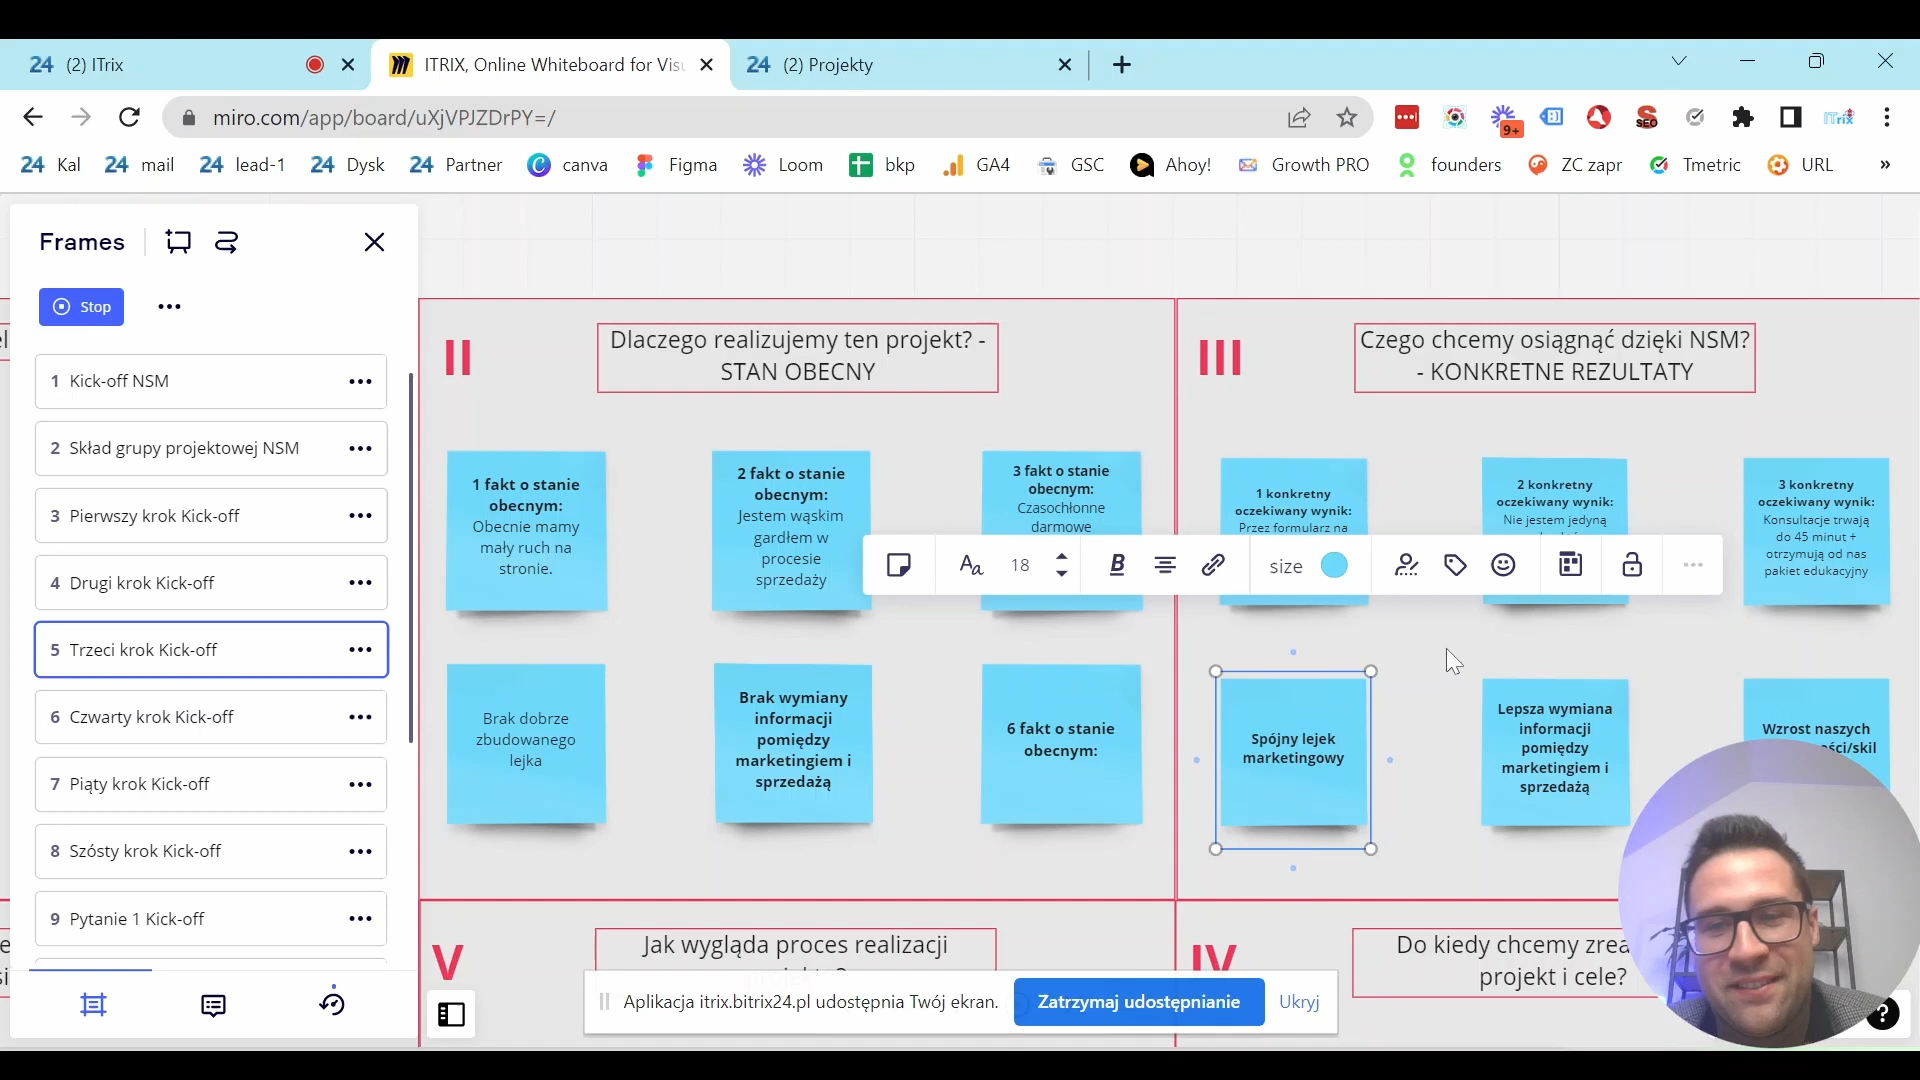 24 (2) ITrix
ITRIX, Online Whiteboard for Visu
24 (2) Projekty
miro.com/app/board/uXjVPJZDrPY=/
9+
SEO
ITrix
24 Kal
24 mail
24 lead-1
24 Dysk
24 Partner
canva
Figma
Loom
bkp
GA4
GSC
Ahoy!
Growth PRO
founders
ZC zapr
Tmetric
URL
»
Frames
Stop
1 Kick-off NSM
2 Skład grupy projektowej NSM
3 Pierwszy krok Kick-off
4 Drugi krok Kick-off
5 Trzeci krok Kick-off
6 Czwarty krok Kick-off
7 Piąty krok Kick-off
8 Szósty krok Kick-off
9 Pytanie 1 Kick-off
II
Dlaczego realizujemy ten projekt? -
STAN OBECNY
1 fakt o stanie
obecnym:
Obecnie mamy
mały ruch na
stronie.
2 fakt o stanie
obecnym:
Jestem wąskim
gardłem w
procesie
sprzedaży
3 fakt o stanie
obecnym:
Czasochłonne
darmowe
Brak dobrze
zbudowanego
lejka
Brak wymiany
informacji
pomiędzy
marketingiem i
sprzedażą
6 fakt o stanie
obecnym:
III
Czego chcemy osiągnąć dzięki NSM?
- KONKRETNE REZULTATY
1 konkretny
oczekiwany wynik:
Przez formularz na
2 konkretny
oczekiwany wynik:
Nie jestem jedyną
3 konkretny
oczekiwany wynik:
Konsultacje trwają
do 45 minut +
otrzymują od nas
pakiet edukacyjny
Aa 18 B size
Spójny lejek
marketingowy
Lepsza wymiana
informacji
pomiędzy
marketingiem i
sprzedażą
Wzrost naszych
ści/skil
V
Jak wygląda proces realizacji
IV
Do kiedy chcemy zrea
projekt i cele?
Aplikacja itrix.bitrix24.pl udostępnia Twój ekran.
Zatrzymaj udostępnianie
Ukryj
?